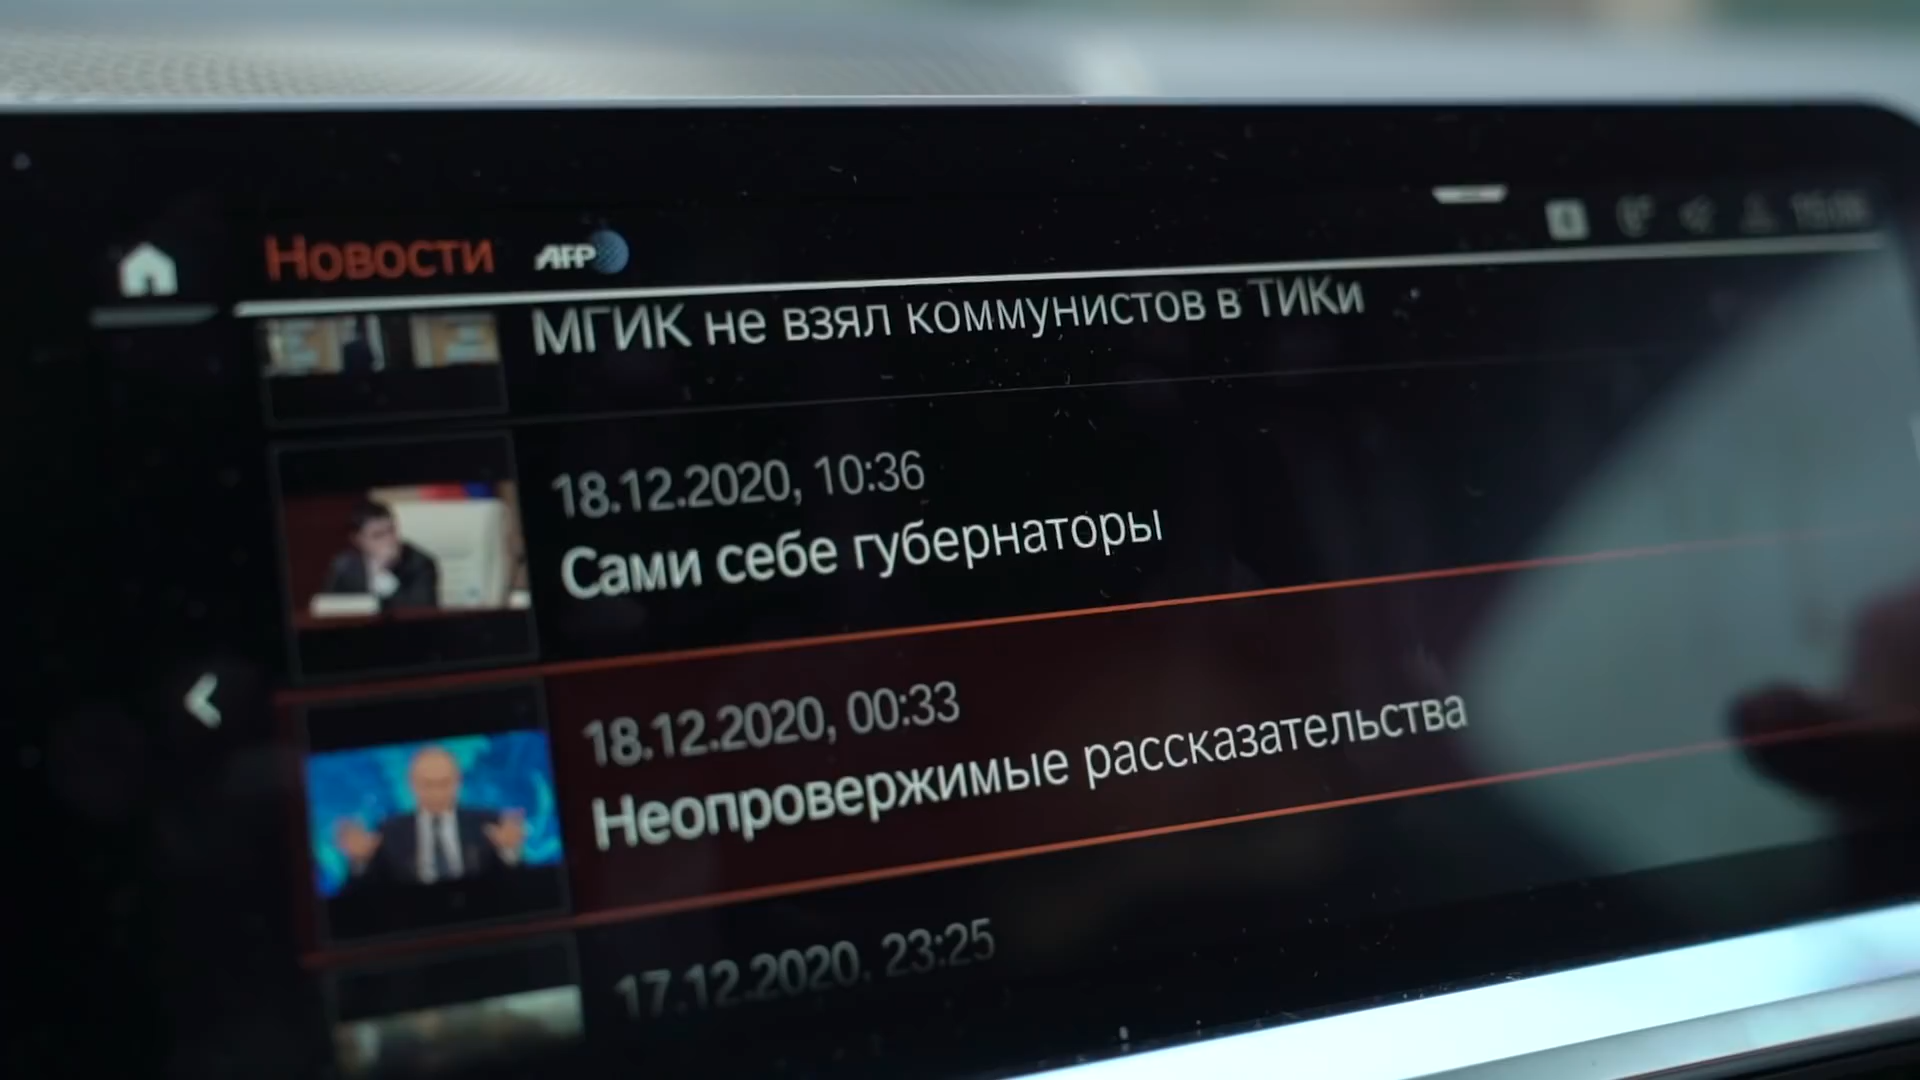 Новости AFP
МГИК не взял коммунистов в ТИКи
18.12.2020, 10:36
Сами себе губернаторы
18.12.2020, 00:33
Неопровержимые рассказательства
17.12.2020, 23:25